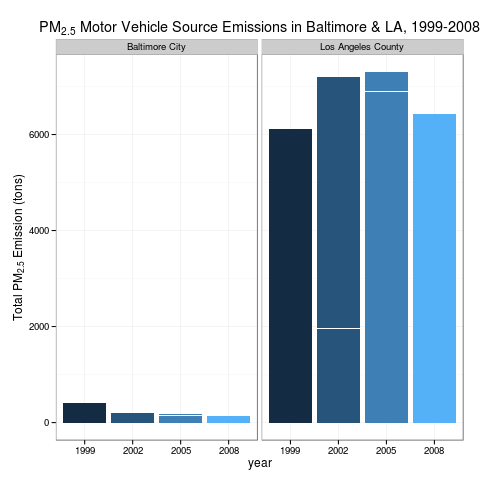 PM2.5 Motor Vehicle Source Emissions in Baltimore & LA, 1999-2008
Baltimore City
Los Angeles County
Total PM2.5 Emission (tons)
6000
4000
2000
0
1999 2002 2005 2008
1999 2002 2005 2008
year